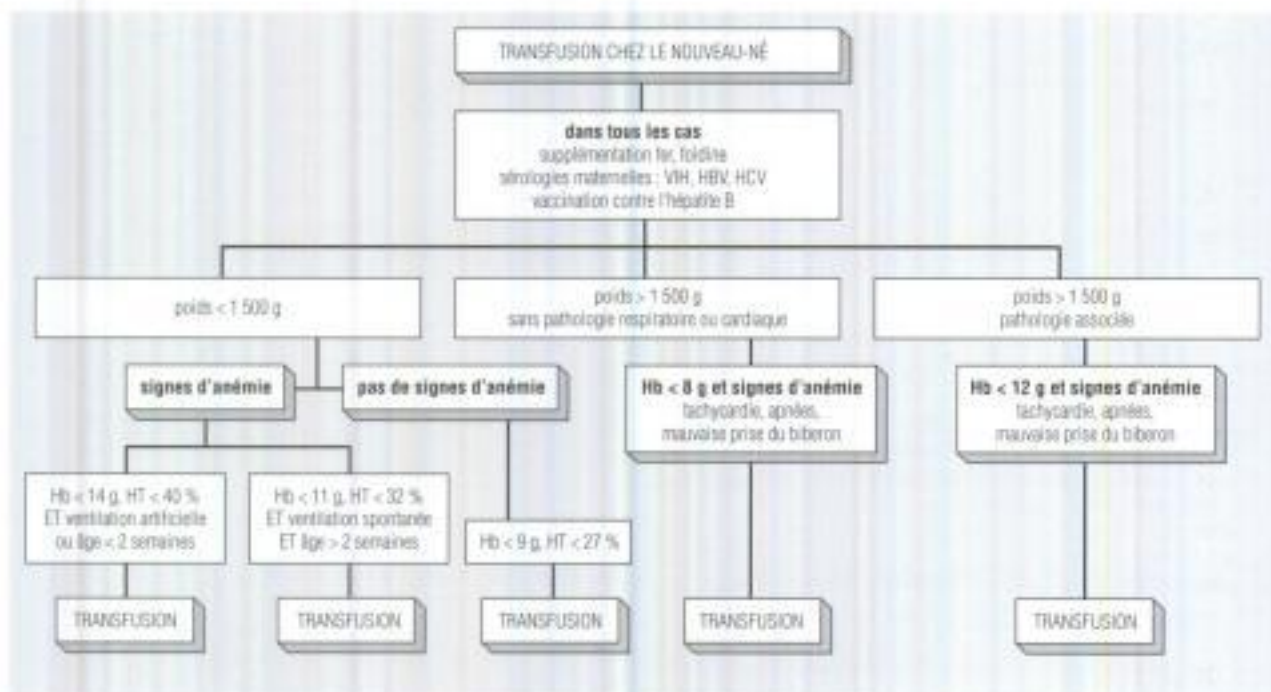 TRANSFUSION CHEZ LE NOUVEAU-NÉ
dans tous les cas
supplémentation fer, foldine
sérologies maternelles : VIH, HBV, HCV
vaccination contre l'hépatite B
poids < 1 500 g
poids > 1 500 g
sans pathologie respiratoire ou cardiaque
poids > 1 500 g
pathologie associée
signes d'anémie
pas de signes d'anémie
Hb < 8 g et signes d'anémie
tachycardie, apnées,
mauvaise prise du biberon
Hb < 12 g et signes d'anémie
tachycardie, apnées,
mauvaise prise du biberon
Hb < 14 g, HT < 40 %
ET ventilation artificielle
ou âge < 2 semaines
Hb < 11 g, HT < 32 %
ET ventilation spontanée
ET âge > 2 semaines
Hb < 9 g, HT < 27 %
TRANSFUSION
TRANSFUSION
TRANSFUSION
TRANSFUSION
TRANSFUSION